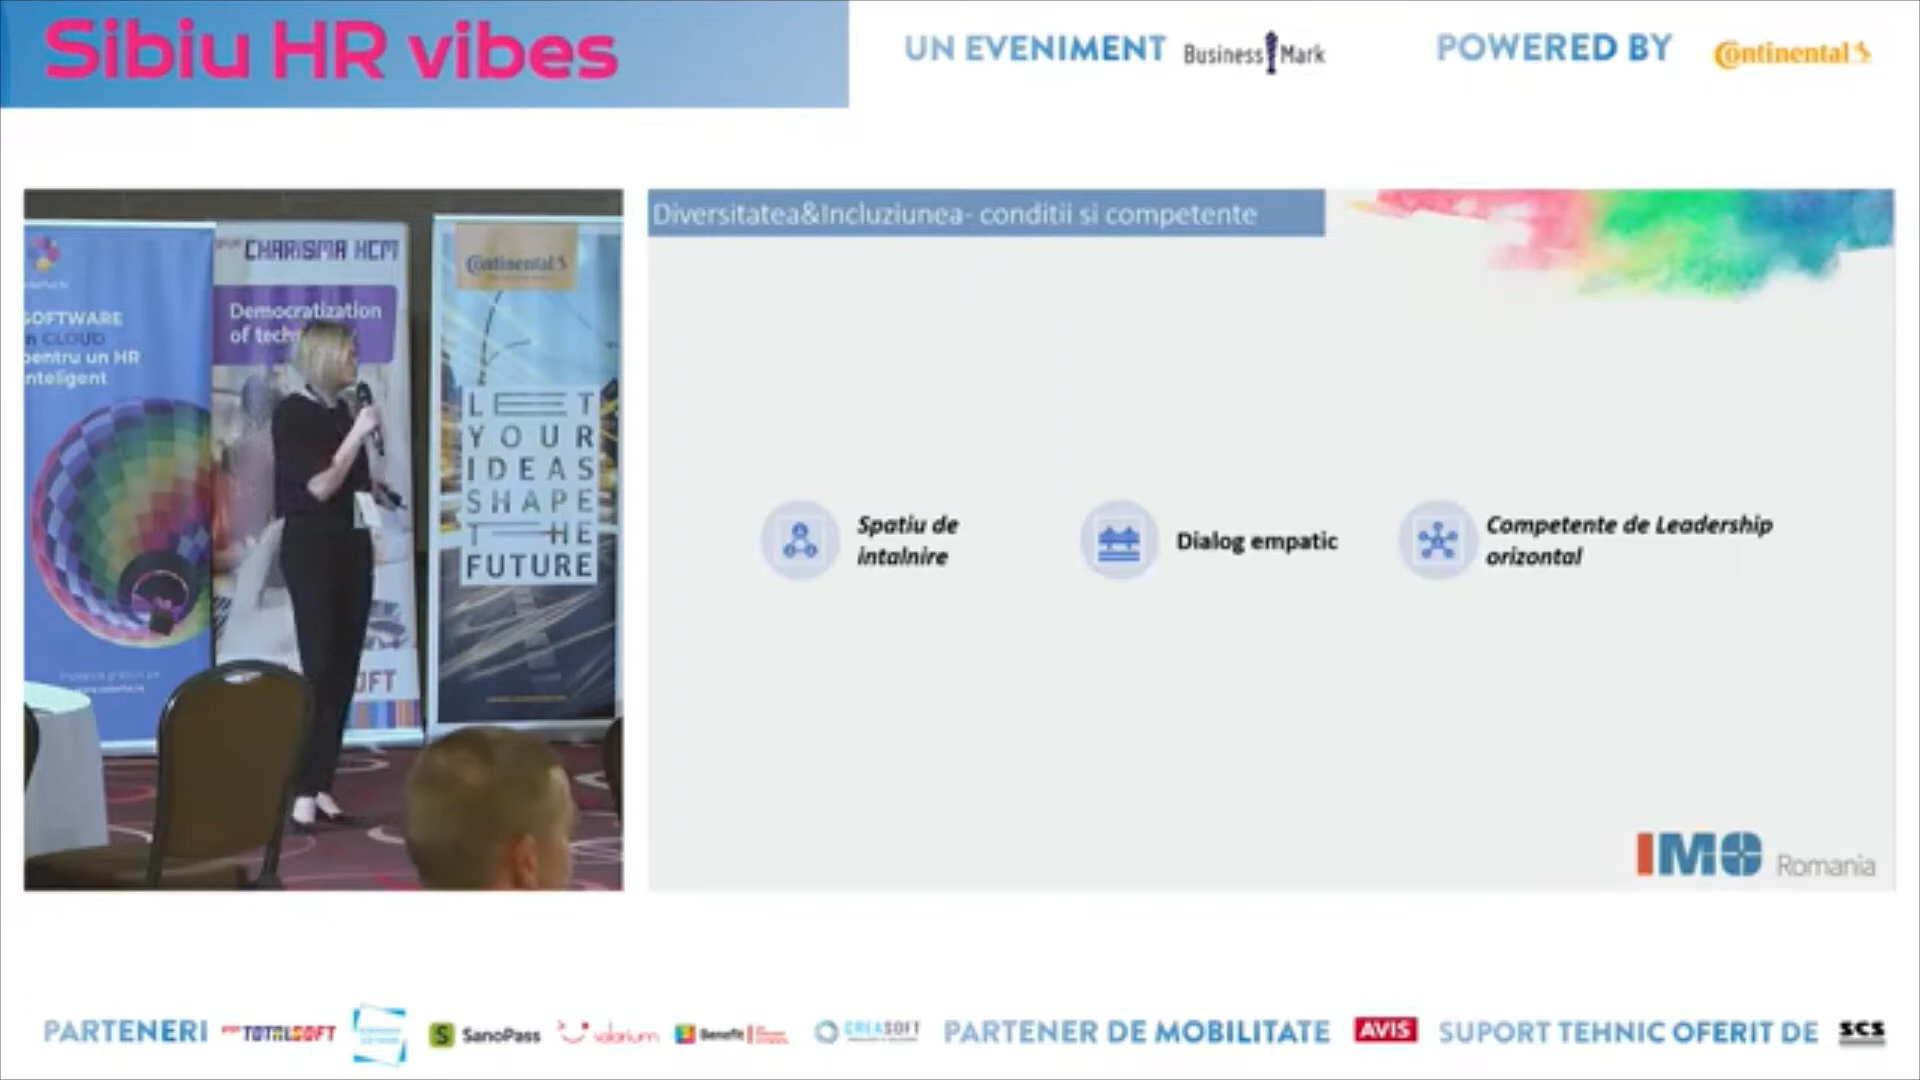 Sibiu HR vibes
UN EVENIMENT Business Mark
POWERED BY Continental
SOFTWARE
CLOUD
pentru un HR
inteligent
CHARISMA HCM
Democratization
of tech
Continental
LET
YOUR
IDEAS
SHAPE
THE
FUTURE
OFT
Diversitatea&Incluziunea- conditii si competente
Spatiu de
intalnire
Dialog empatic
Competente de Leadership
orizontal
IMO Romania
PARTENERI TOTALSOFT SanoPass valorium Benefit CREASOFT PARTENER DE MOBILITATE AVIS SUPORT TEHNIC OFERIT DE SCS